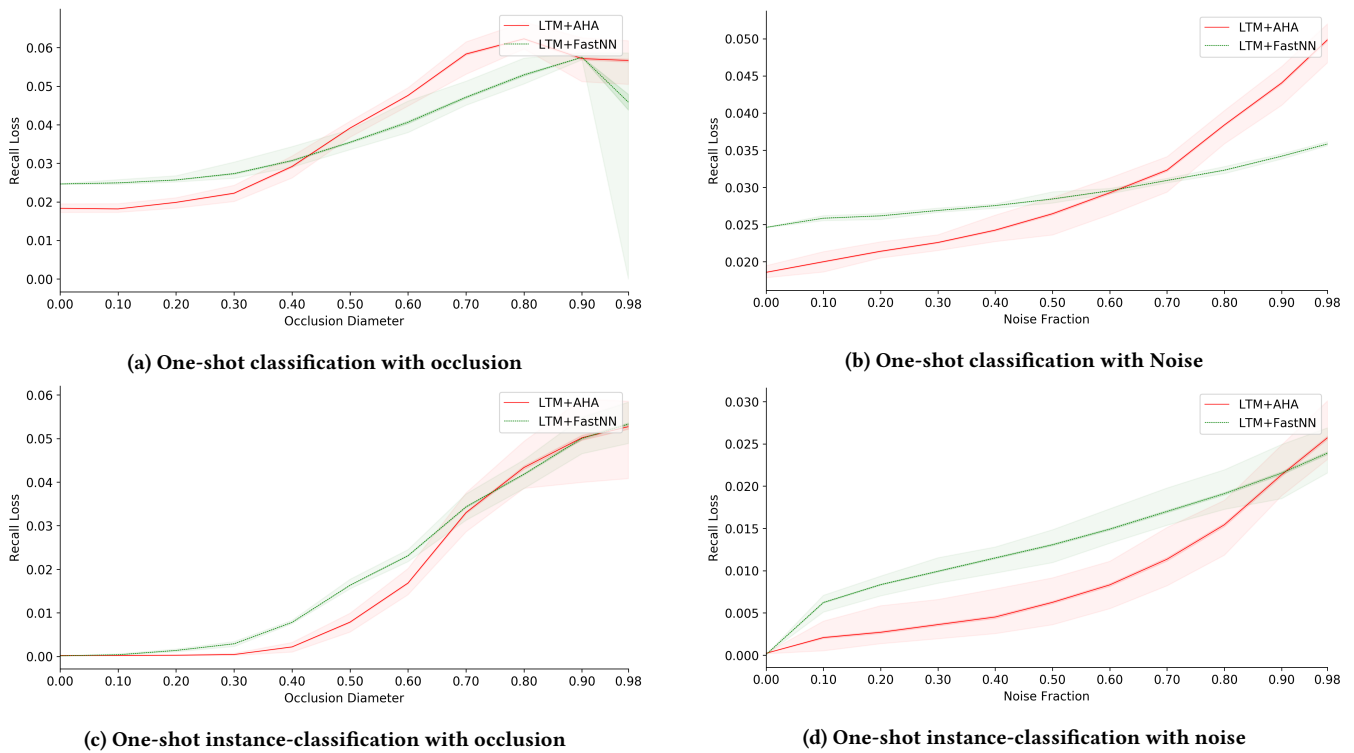 LTM+AHA
LTM+FastNN
0.06
0.05
0.04
0.03
0.02
0.01
0.00
Recall Loss
0.00 0.10 0.20 0.30 0.40 0.50 0.60 0.70 0.80 0.90 0.98
Occlusion Diameter
(a) One-shot classification with occlusion
LTM+AHA
LTM+FastNN
0.050
0.045
0.040
0.035
0.030
0.025
0.020
Recall Loss
0.00 0.10 0.20 0.30 0.40 0.50 0.60 0.70 0.80 0.90 0.98
Noise Fraction
(b) One-shot classification with Noise
LTM+AHA
LTM+FastNN
0.06
0.05
0.04
0.03
0.02
0.01
0.00
Recall Loss
0.00 0.10 0.20 0.30 0.40 0.50 0.60 0.70 0.80 0.90 0.98
Occlusion Diameter
(c) One-shot instance-classification with occlusion
LTM+AHA
LTM+FastNN
0.030
0.025
0.020
0.015
0.010
0.005
0.000
Recall Loss
0.00 0.10 0.20 0.30 0.40 0.50 0.60 0.70 0.80 0.90 0.98
Noise Fraction
(d) One-shot instance-classification with noise